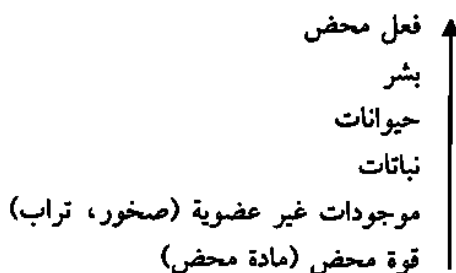 فعل محض
بشر
حيوانات
نباتات
موجودات غير عضوية (صخور، تراب)
قوة محض (مادة محض)